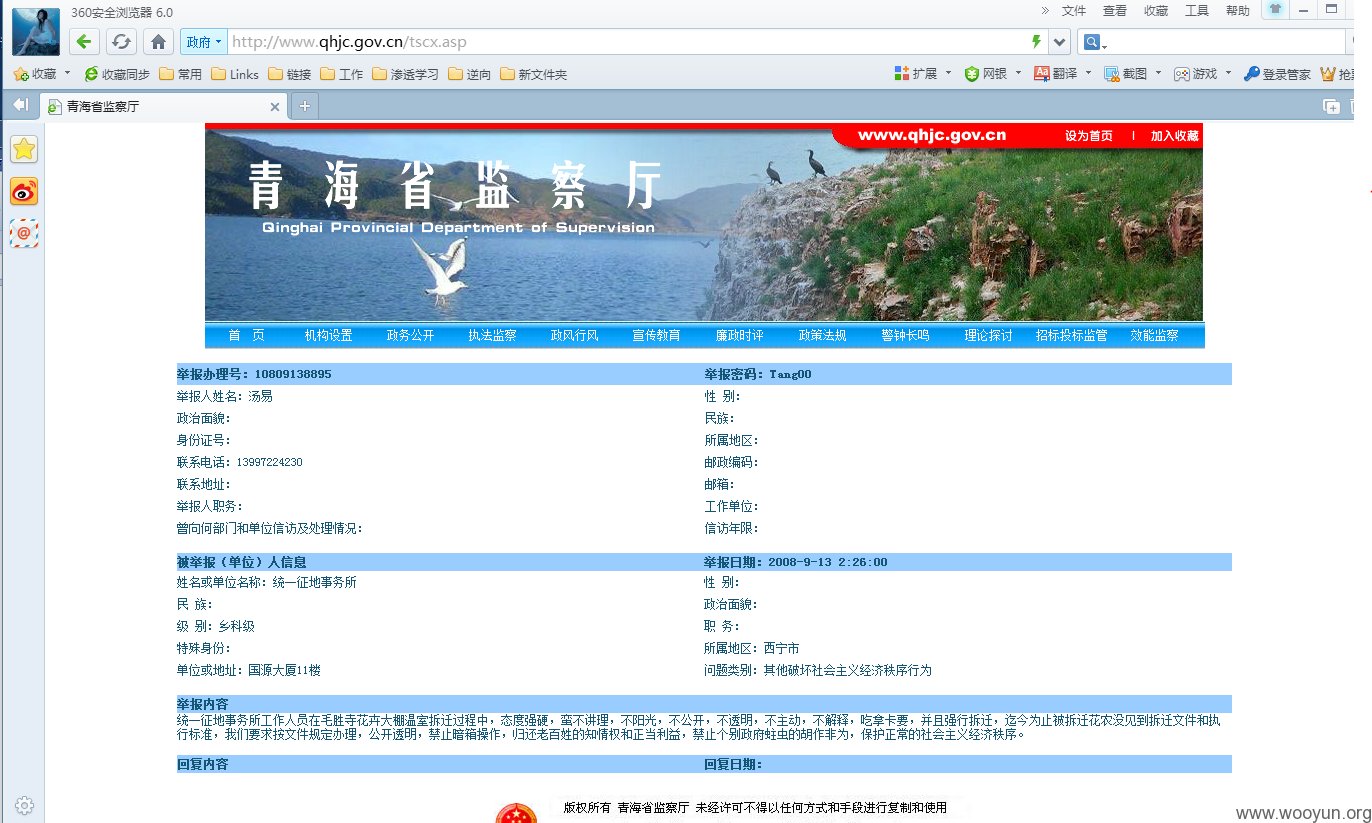 360安全浏览器 6.0
» 文件 查看 收藏 工具 帮助
政府 http://www.qhjc.gov.cn/tscx.asp
收藏 收藏同步 常用 Links 链接 工作 渗透学习 逆向 新文件夹 扩展 网银 翻译 截图 游戏 登录管家
青海省监察厅
www.qhjc.gov.cn 设为首页 | 加入收藏
青海省监察厅
Qinghai Provincial Department of Supervision
首 页 机构设置 政务公开 执法监察 政风行风 宣传教育 廉政时评 政策法规 警钟长鸣 理论探讨 招标投标监管 效能监察
举报办理号：10809138895 举报密码：Tang00
举报人姓名：汤易 性 别：
政治面貌： 民族：
身份证号： 所属地区：
联系电话：13997224230 邮政编码：
联系地址： 邮箱：
举报人职务： 工作单位：
曾向何部门和单位信访及处理情况： 信访年限：
被举报（单位）人信息 举报日期：2008-9-13 2:26:00
姓名或单位名称：统一征地事务所 性 别：
民 族： 政治面貌：
级 别：乡科级 职 务：
特殊身份： 所属地区：西宁市
单位或地址：国源大厦11楼 问题类别：其他破坏社会主义经济秩序行为
举报内容
统一征地事务所工作人员在毛胜寺花卉大棚温室拆迁过程中，态度强硬，蛮不讲理，不阳光，不公开，不透明，不主动，不解释，吃拿卡要，并且强行拆迁，迄今为止被拆迁花农没见到拆迁文件和执
行标准，我们要求按文件规定办理，公开透明，禁止暗箱操作，归还老百姓的知情权和正当利益，禁止个别政府蛀虫的胡作非为，保护正常的社会主义经济秩序。
回复内容 回复日期：
版权所有 青海省监察厅 未经许可不得以任何方式和手段进行复制和使用
www.wooyun.org